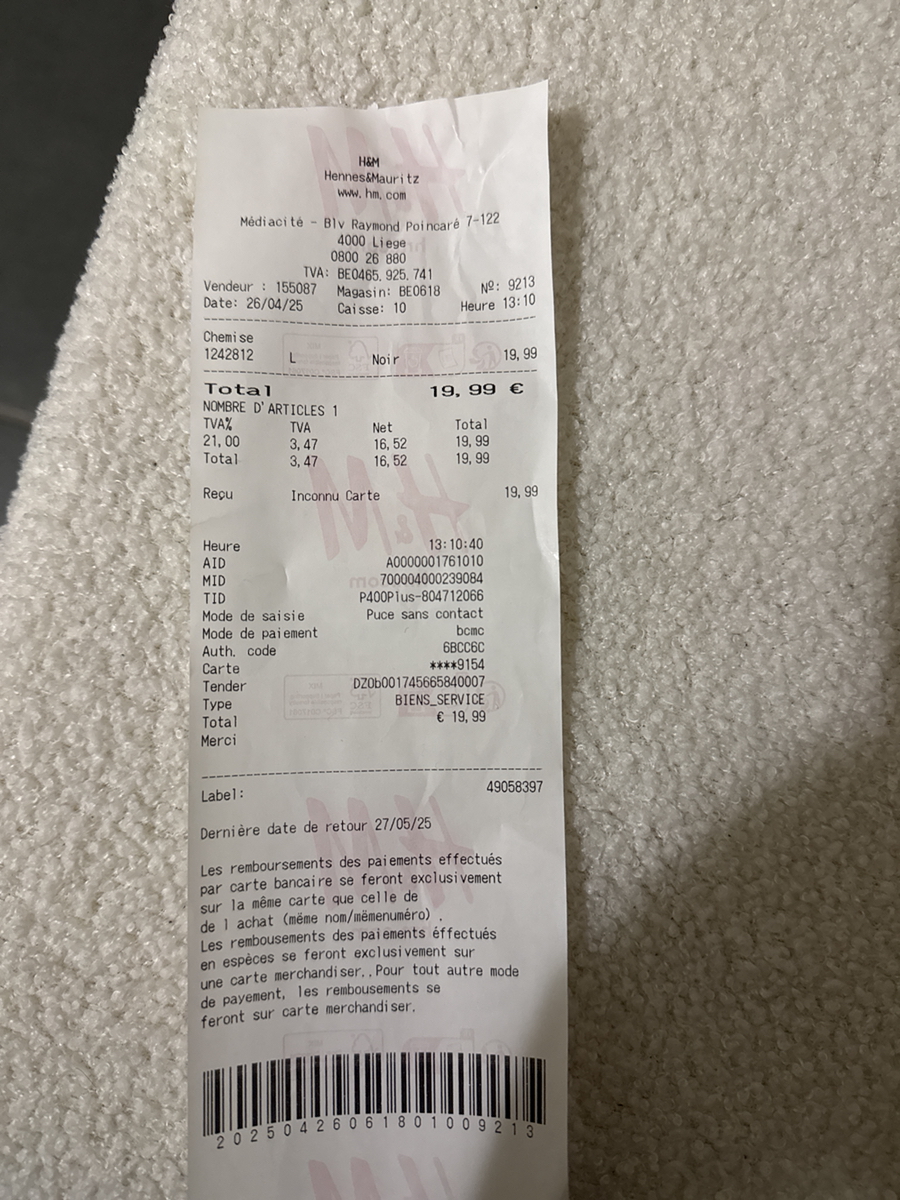 H&M
Hennes&Mauritz
www.hm.com
Médiacité - Blv Raymond Poincaré 7-122
4000 Liege
0800 26 880
TVA: BE0465.925.741
Vendeur : 155087 Magasin: BE0618 Nº: 9213
Date: 26/04/25 Caisse: 10 Heure 13:10
Chemise
1242812 L Noir 19,99
Total 19,99 €
NOMBRE D'ARTICLES 1
TVA% TVA Net Total
21,00 3,47 16,52 19,99
Total 3,47 16,52 19,99
Reçu Inconnu Carte 19,99
Heure 13:10:40
AID A0000001761010
MID 700004000239084
TID P400Plus-804712066
Mode de saisie Puce sans contact
Mode de paiement bcmc
Auth. code 6BCC6C
Carte ****9154
Tender DZ0b001745665840007
Type BIENS_SERVICE
Total € 19,99
Merci
Label: 49058397
Dernière date de retour 27/05/25
Les remboursements des paiements effectués
par carte bancaire se feront exclusivement
sur la même carte que celle de
de l achat (même nom/mêmenuméro) .
Les rembousements des paiements éffectués
en espèces se feront exclusivement sur
une carte merchandiser..Pour tout autre mode
de payement, les rembousements se
feront sur carte merchandiser.
20250426061801009213